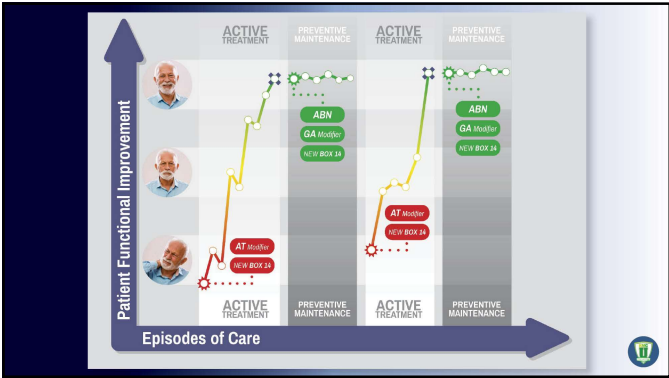 ACTIVE
TREATMENT
PREVENTIVE
MAINTENANCE
ACTIVE
TREATMENT
PREVENTIVE
MAINTENANCE
Patient Functional Improvement
ABN
GA Modifier
NEW BOX 14
ABN
GA Modifier
NEW BOX 14
AT Modifier
NEW BOX 14
AT Modifier
NEW BOX 14
ACTIVE
TREATMENT
PREVENTIVE
MAINTENANCE
ACTIVE
TREATMENT
PREVENTIVE
MAINTENANCE
Episodes of Care